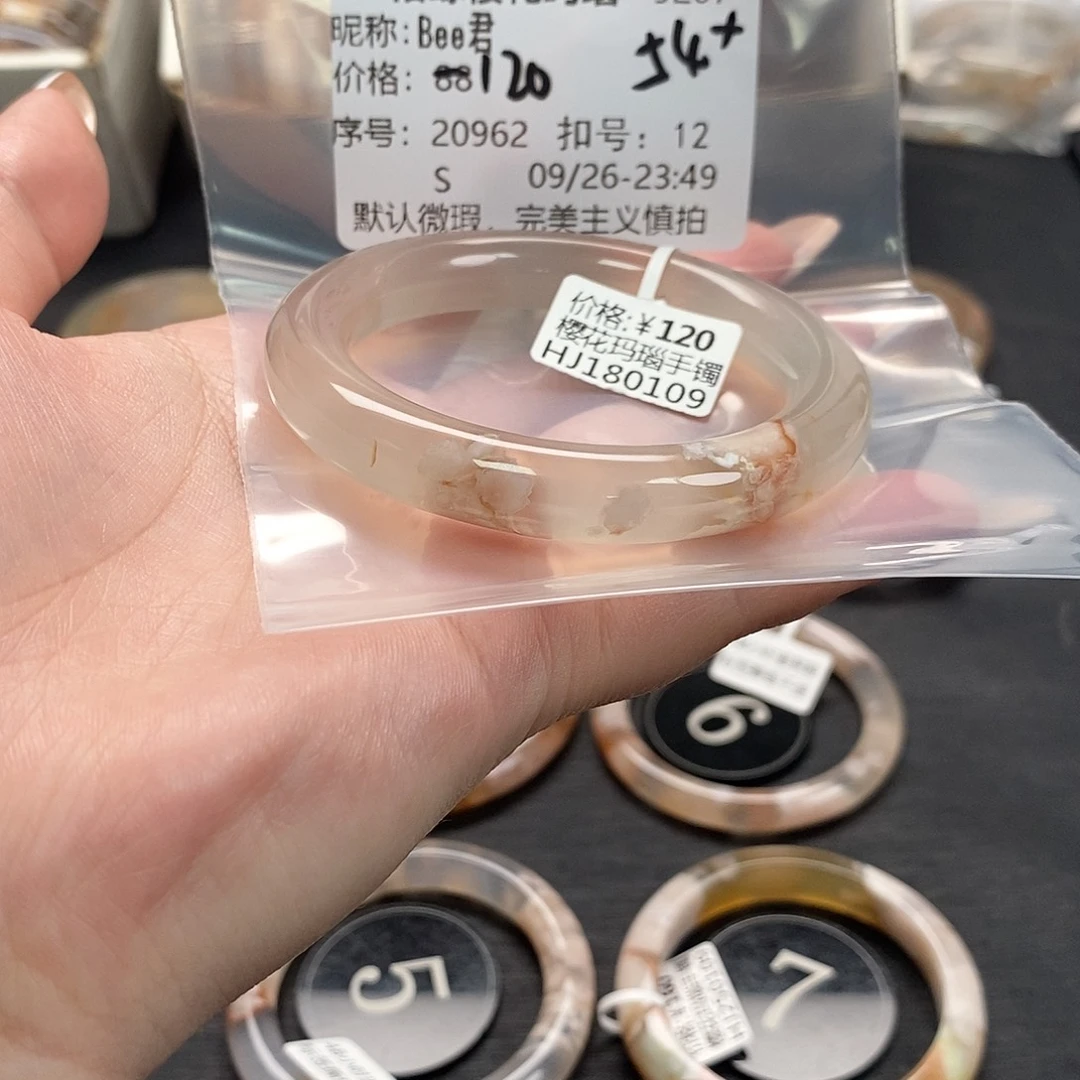 昵称:Bee君
54+
价格: 88 120
序号: 20962 扣号: 12
S 09/26-23:49
默认微瑕, 完美主义慎拍
价格:¥120
樱花玛瑙手镯
HJ180109
6
5
7